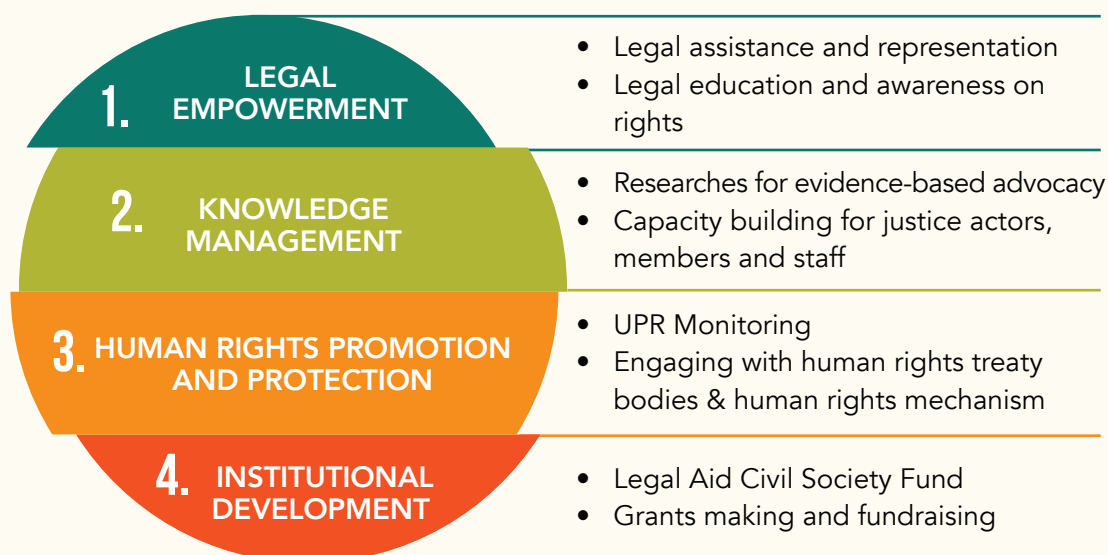 1.
LEGAL
EMPOWERMENT
• Legal assistance and representation
• Legal education and awareness on
rights
2.
KNOWLEDGE
MANAGEMENT
• Researches for evidence-based advocacy
• Capacity building for justice actors,
members and staff
3.
HUMAN RIGHTS PROMOTION
AND PROTECTION
• UPR Monitoring
• Engaging with human rights treaty
bodies & human rights mechanism
4.
INSTITUTIONAL
DEVELOPMENT
• Legal Aid Civil Society Fund
• Grants making and fundraising